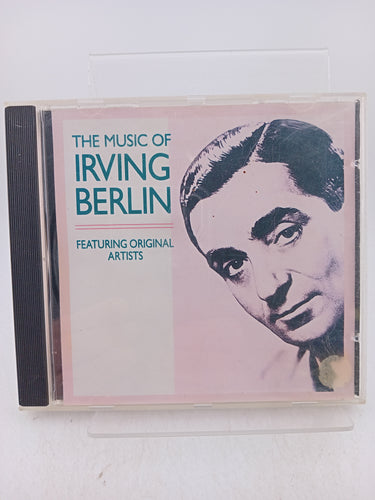 THE MUSIC OF
IRVING
BERLIN
FEATURING ORIGINAL
ARTISTS